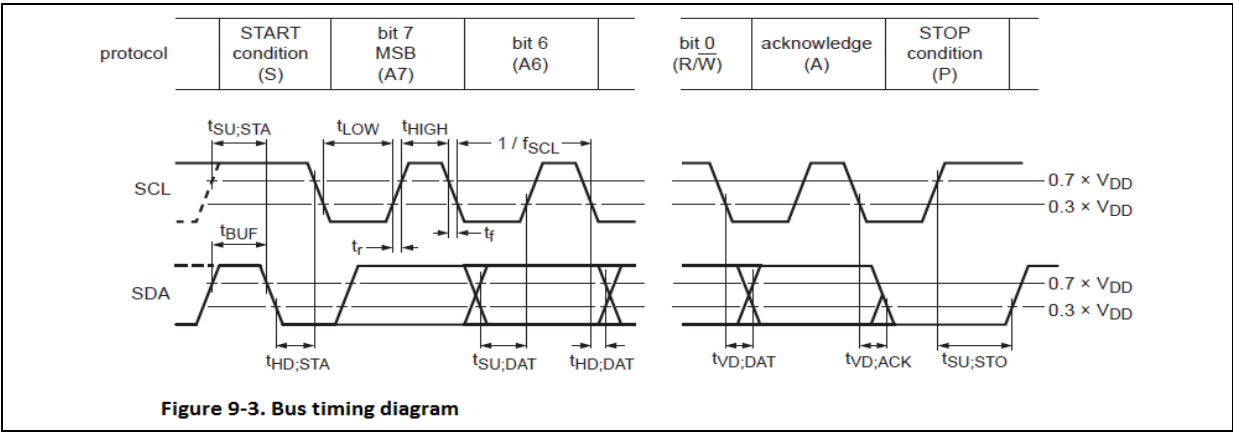 protocol
START
condition
(S)
bit 7
MSB
(A7)
bit 6
(A6)
bit 0
(R/W̅)
acknowledge
(A)
STOP
condition
(P)
tSU;STA
tLOW
tHIGH
1 / fSCL
SCL
0.7 × VDD
0.3 × VDD
tBUF
tr
tf
SDA
0.7 × VDD
0.3 × VDD
tHD;STA
tSU;DAT
tHD;DAT
tVD;DAT
tVD;ACK
tSU;STO
Figure 9-3. Bus timing diagram